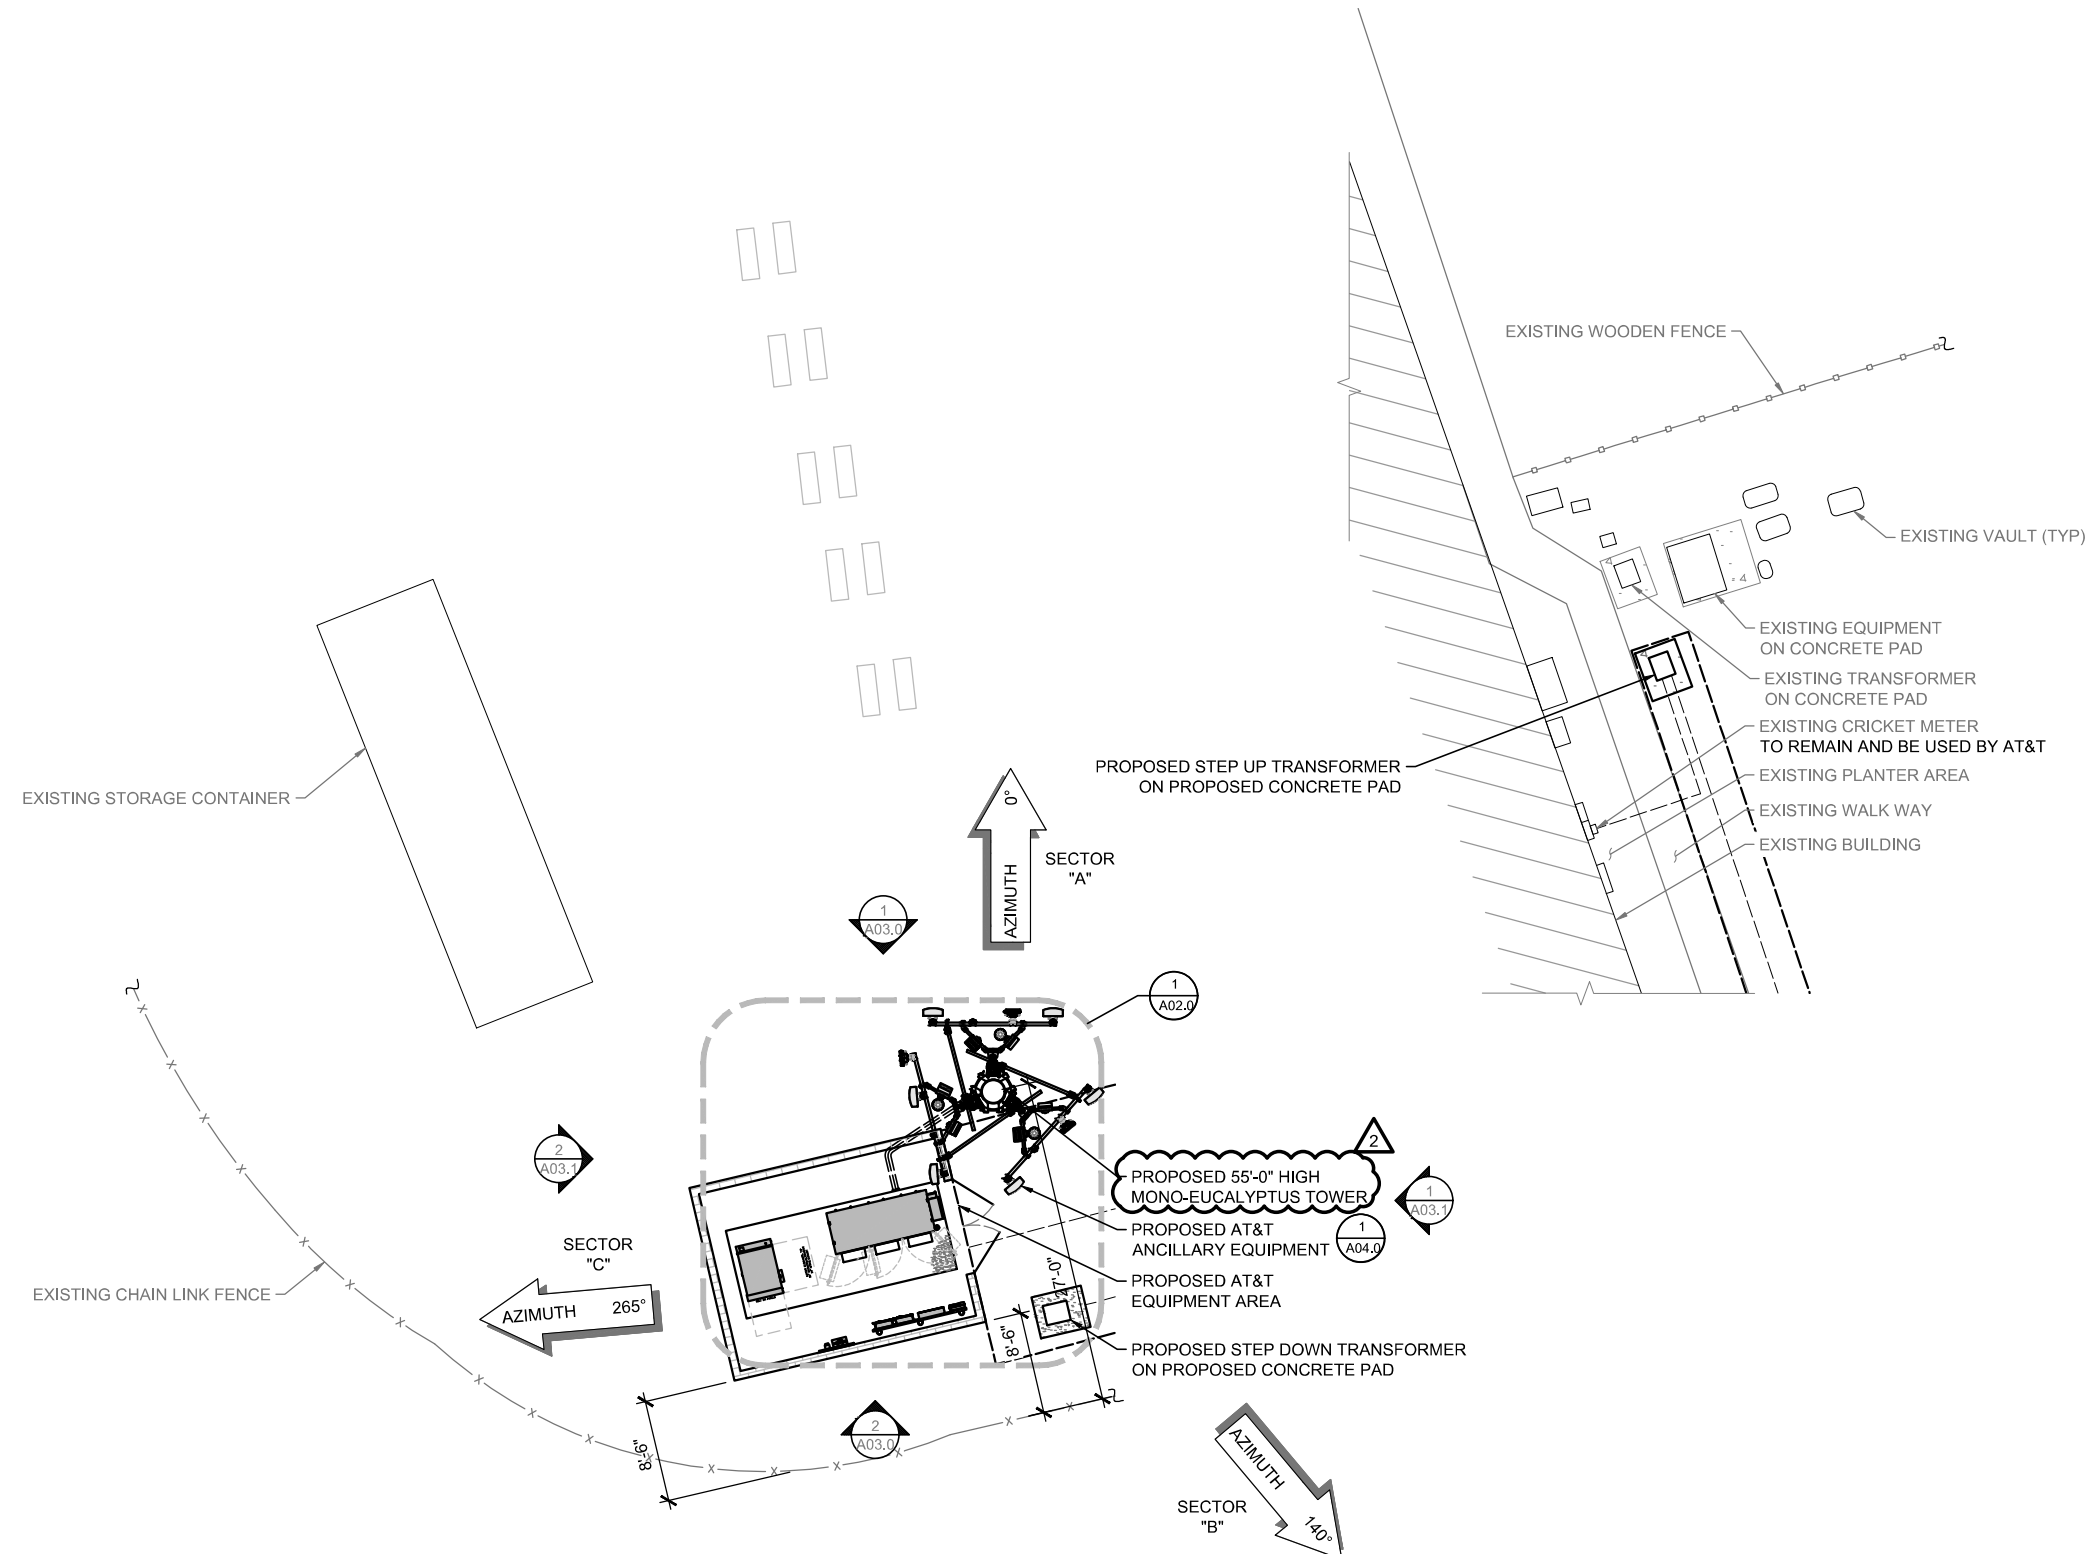 EXISTING WOODEN FENCE
EXISTING VAULT (TYP)
EXISTING EQUIPMENT
ON CONCRETE PAD
EXISTING TRANSFORMER
ON CONCRETE PAD
EXISTING CRICKET METER
TO REMAIN AND BE USED BY AT&T
PROPOSED STEP UP TRANSFORMER
ON PROPOSED CONCRETE PAD
EXISTING PLANTER AREA
EXISTING WALK WAY
EXISTING BUILDING
EXISTING STORAGE CONTAINER
AZIMUTH 0°
SECTOR
"A"
1
A03.0
1
A02.0
2
A03.1
2
PROPOSED 55'-0" HIGH
MONO-EUCALYPTUS TOWER
1
A03.1
PROPOSED AT&T
ANCILLARY EQUIPMENT
1
A04.0
PROPOSED AT&T
EQUIPMENT AREA
SECTOR
"C"
AZIMUTH 265°
EXISTING CHAIN LINK FENCE
27'-0"
8'-6"
PROPOSED STEP DOWN TRANSFORMER
ON PROPOSED CONCRETE PAD
2
A03.0
8'-6"
AZIMUTH 140°
SECTOR
"B"